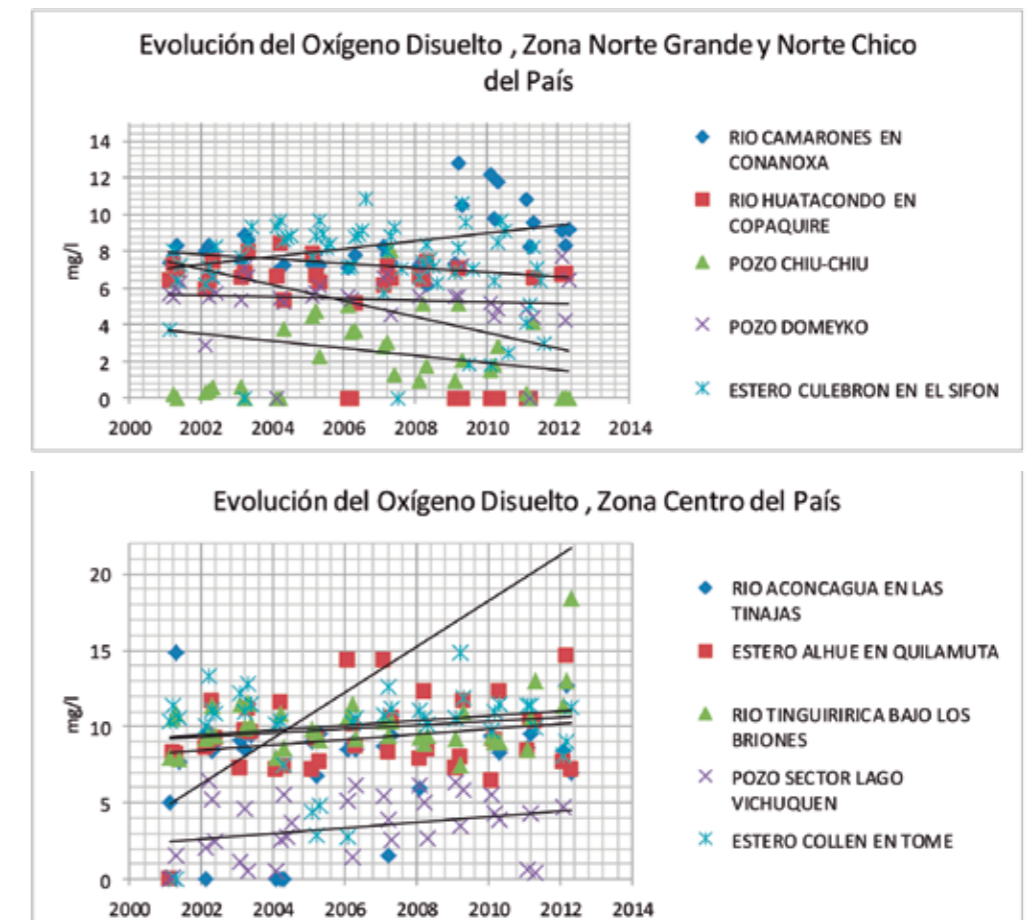 Evolución del Oxígeno Disuelto , Zona Norte Grande y Norte Chico
del País
mg/l
14
12
10
8
6
4
2
0
2000 2002 2004 2006 2008 2010 2012 2014
RIO CAMARONES EN
CONANOXA
RIO HUATACONDO EN
COPAQUIRE
POZO CHIU-CHIU
POZO DOMEYKO
ESTERO CULEBRON EN EL SIFON
Evolución del Oxígeno Disuelto , Zona Centro del País
mg/l
20
15
10
5
0
2000 2002 2004 2006 2008 2010 2012 2014
RIO ACONCAGUA EN LAS
TINAJAS
ESTERO ALHUE EN QUILAMUTA
RIO TINGUIRIRICA BAJO LOS
BRIONES
POZO SECTOR LAGO
VICHUQUEN
ESTERO COLLEN EN TOME